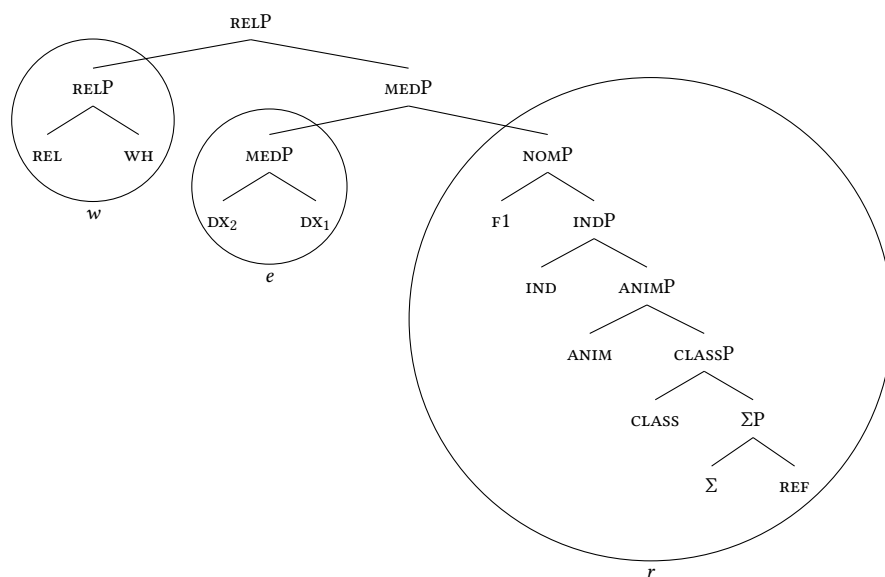 RELP
RELP MEDP
REL WH MEDP NOMP
w DX₂ DX₁ F1 INDP
e IND ANIMP
ANIM CLASSP
CLASS ΣP
Σ REF
r